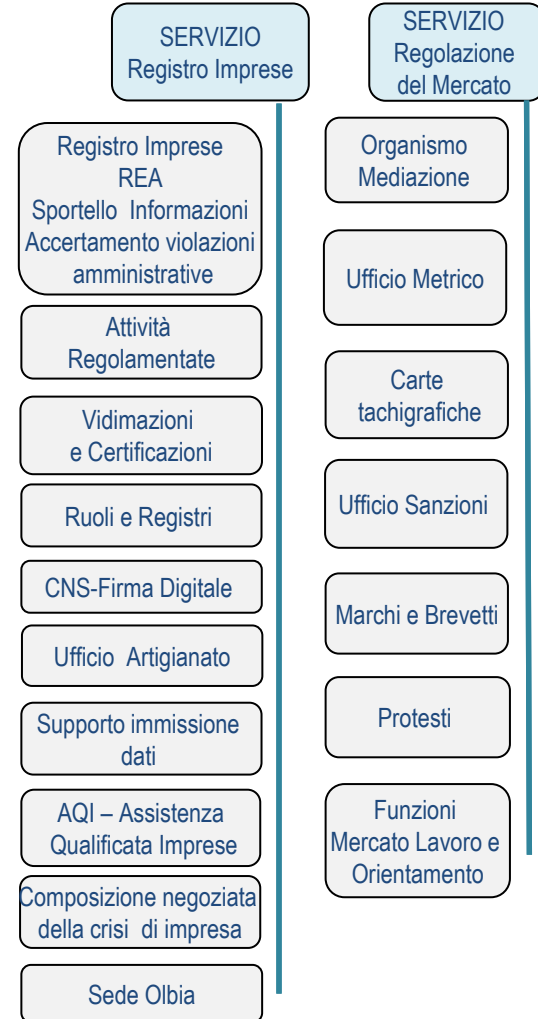 SERVIZIO
Registro Imprese
Registro Imprese
REA
Sportello Informazioni
Accertamento violazioni
amministrative
Attività
Regolamentate
Vidimazioni
e Certificazioni
Ruoli e Registri
CNS-Firma Digitale
Ufficio Artigianato
Supporto immissione
dati
AQI – Assistenza
Qualificata Imprese
Composizione negoziata
della crisi di impresa
Sede Olbia
SERVIZIO
Regolazione
del Mercato
Organismo
Mediazione
Ufficio Metrico
Carte
tachigrafiche
Ufficio Sanzioni
Marchi e Brevetti
Protesti
Funzioni
Mercato Lavoro e
Orientamento